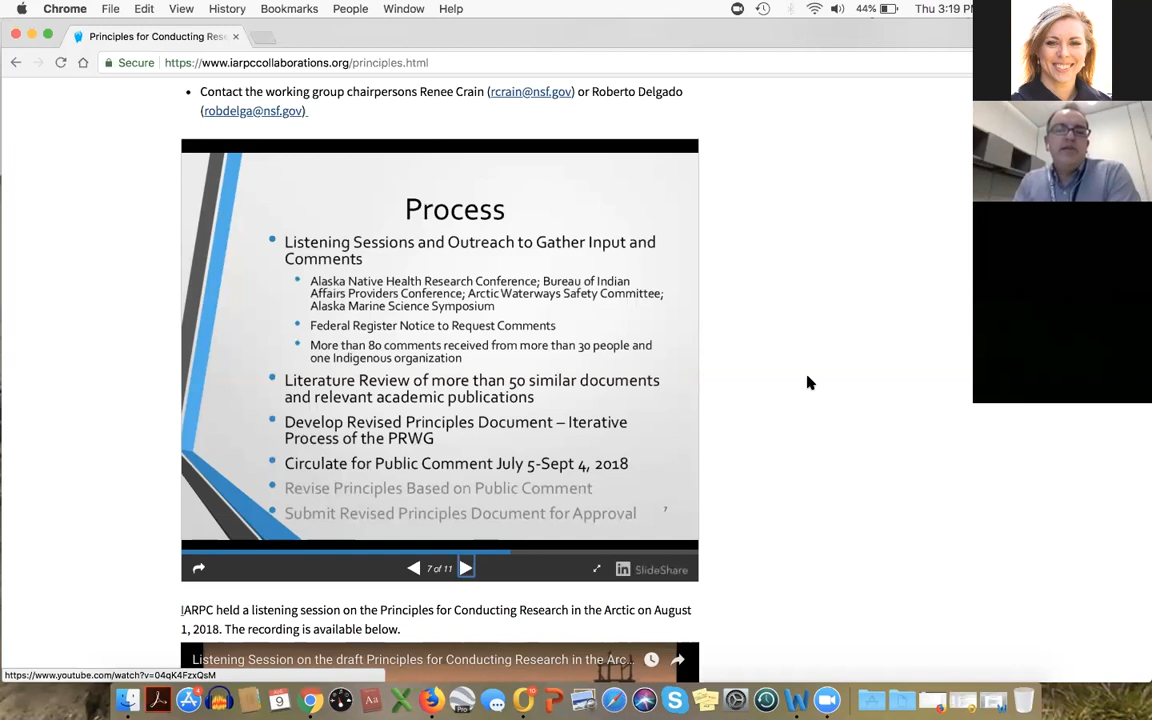 Chrome File Edit View History Bookmarks People Window Help 44% Thu 3:19 PM
Principles for Conducting Res
Secure https://www.iarpccollaborations.org/principles.html
• Contact the working group chairpersons Renee Crain (rcrain@nsf.gov) or Roberto Delgado
(robdelga@nsf.gov)
Process
• Listening Sessions and Outreach to Gather Input and
Comments
• Alaska Native Health Research Conference; Bureau of Indian
Affairs Providers Conference; Arctic Waterways Safety Committee;
Alaska Marine Science Symposium
• Federal Register Notice to Request Comments
• More than 80 comments received from more than 30 people and
one Indigenous organization
• Literature Review of more than 50 similar documents
and relevant academic publications
• Develop Revised Principles Document – Iterative
Process of the PRWG
• Circulate for Public Comment July 5-Sept 4, 2018
• Revise Principles Based on Public Comment
• Submit Revised Principles Document for Approval
7
7 of 11
in SlideShare
IARPC held a listening session on the Principles for Conducting Research in the Arctic on August
1, 2018. The recording is available below.
Listening Session on the draft Principles for Conducting Research in the Arc...
https://www.youtube.com/watch?v=04qK4FzxQsM